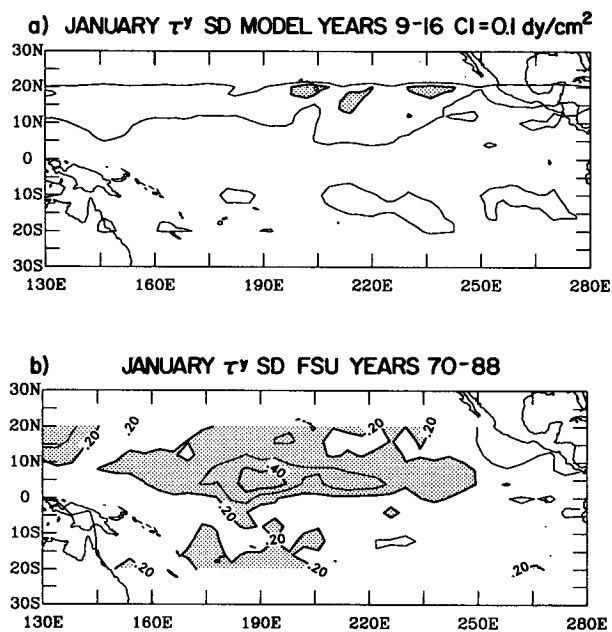 a) JANUARY τʸ SD MODEL YEARS 9-16 CI=0.1 dy/cm²
30N
20N
10N
0
10S
20S
30S
130E 160E 190E 220E 250E 280E
b) JANUARY τʸ SD FSU YEARS 70-88
30N
20N
10N
0
10S
20S
30S
.20 .20 .20 .20
.40
.20
.20
.20 .20 .20
130E 160E 190E 220E 250E 280E